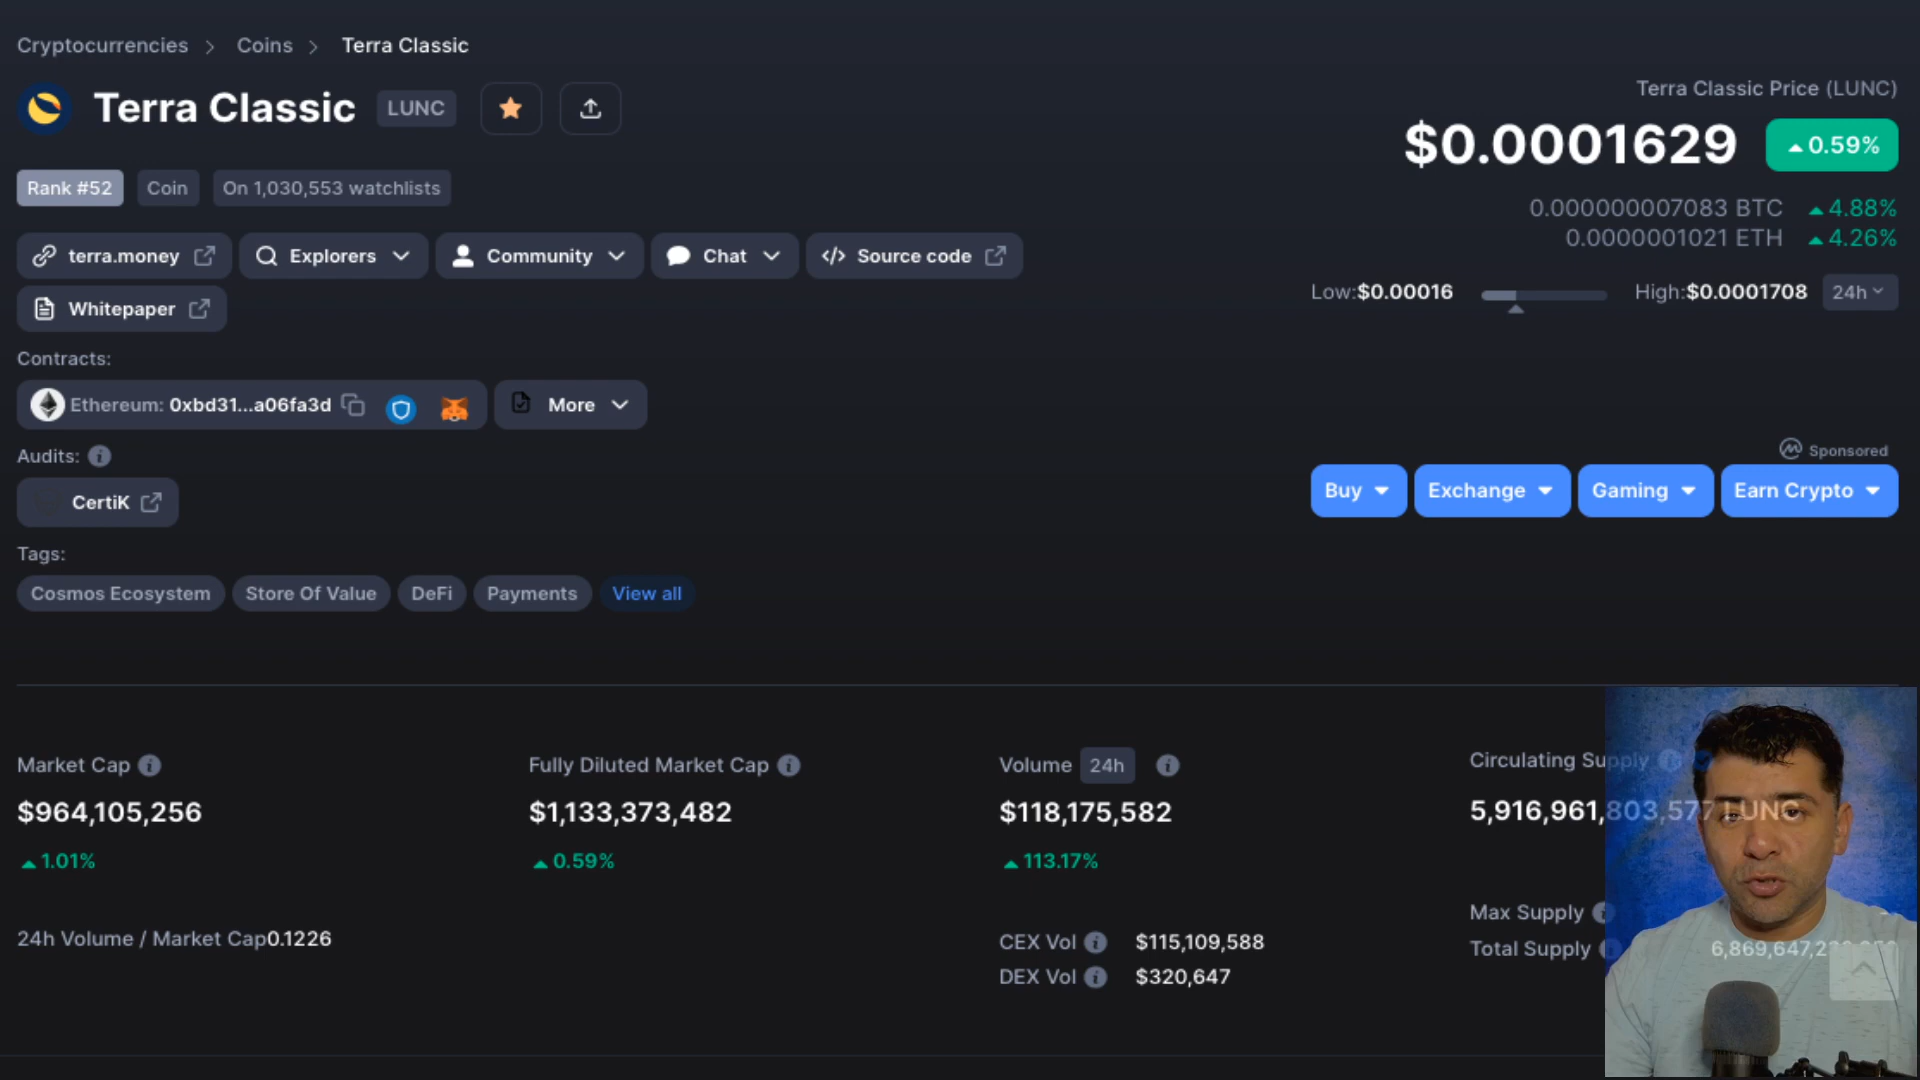 Cryptocurrencies > Coins > Terra Classic
Terra Classic LUNC
Terra Classic Price (LUNC)
$0.0001629 0.59%
Rank #52 Coin On 1,030,553 watchlists
0.000000007083 BTC 4.88%
0.0000001021 ETH 4.26%
terra.money Explorers Community Chat Source code
Low:$0.00016 High:$0.0001708 24h
Whitepaper
Contracts:
Ethereum: 0xbd31...a06fa3d More
Audits:
Sponsored
CertiK
Buy Exchange Gaming Earn Crypto
Tags:
Cosmos Ecosystem Store Of Value DeFi Payments View all
Market Cap
$964,105,256
1.01%
24h Volume / Market Cap0.1226
Fully Diluted Market Cap
$1,133,373,482
0.59%
Volume 24h
$118,175,582
113.17%
CEX Vol $115,109,588
DEX Vol $320,647
Circulating Supply
5,916,961,803,577 LUNC
Max Supply
Total Supply